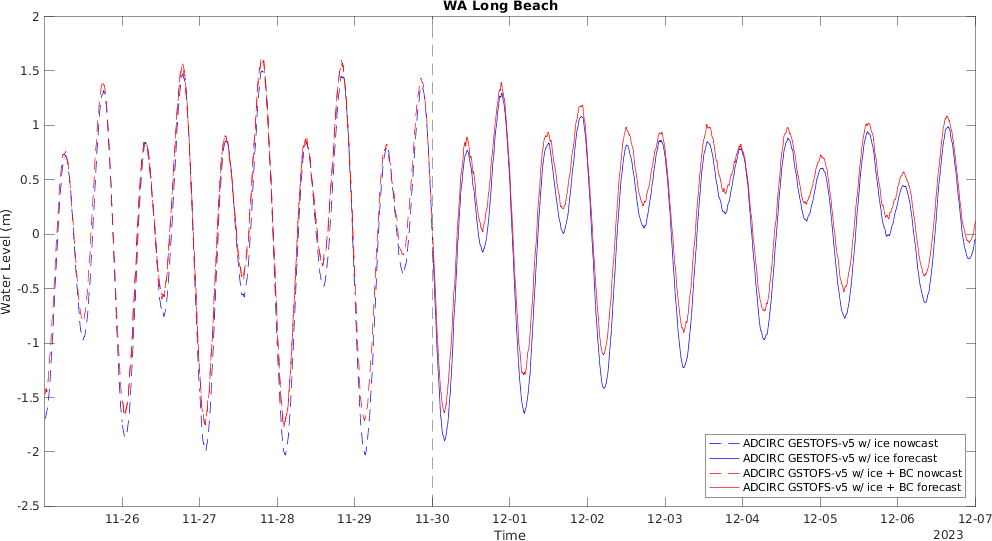 WA Long Beach
2
1.5
1
0.5
0
-0.5
-1
-1.5
-2
-2.5
Water Level (m)
ADCIRC GESTOFS-v5 w/ ice nowcast
ADCIRC GESTOFS-v5 w/ ice forecast
ADCIRC GSTOFS-v5 w/ ice + BC nowcast
ADCIRC GSTOFS-v5 w/ ice + BC forecast
11-26 11-27 11-28 11-29 11-30 12-01 12-02 12-03 12-04 12-05 12-06 12-07
Time
2023